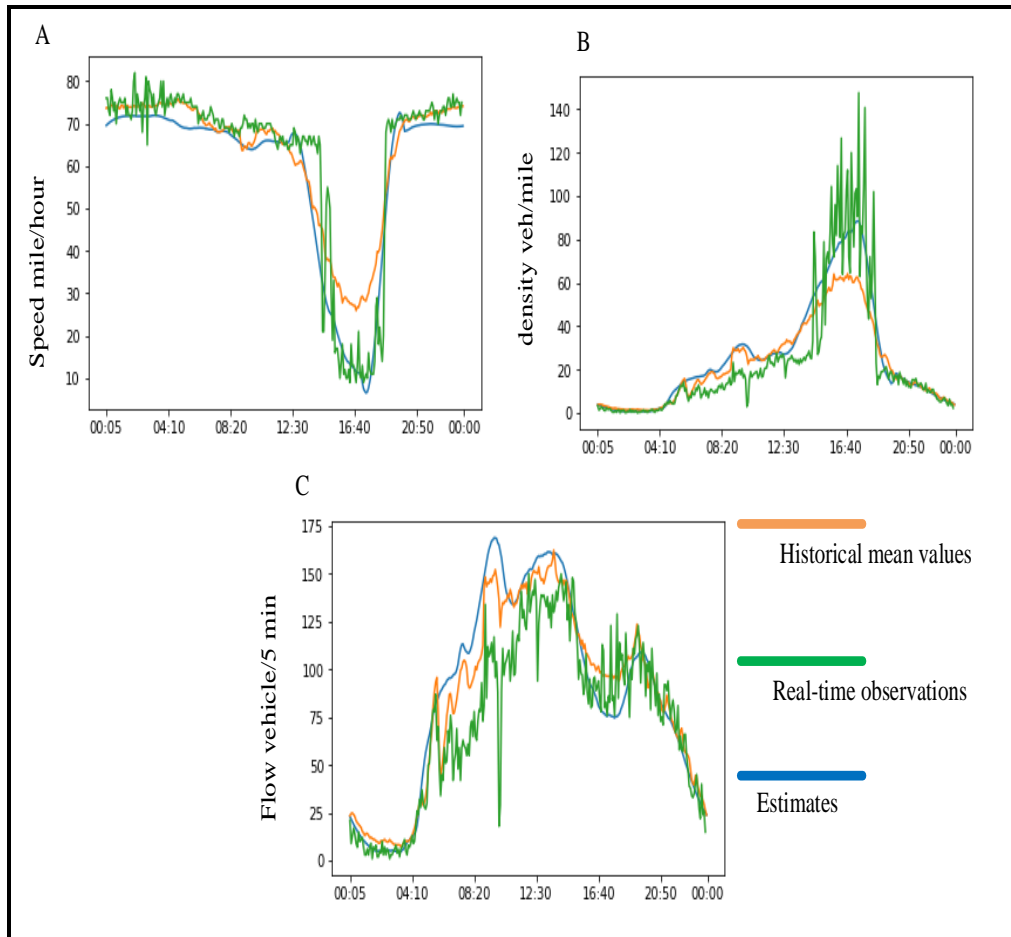 A
Speed mile/hour
80
70
60
50
40
30
20
10
00:05 04:10 08:20 12:30 16:40 20:50 00:00
B
density veh/mile
140
120
100
80
60
40
20
0
00:05 04:10 08:20 12:30 16:40 20:50 00:00
C
Flow vehicle/5 min
175
150
125
100
75
50
25
0
00:05 04:10 08:20 12:30 16:40 20:50 00:00
Historical mean values
Real-time observations
Estimates